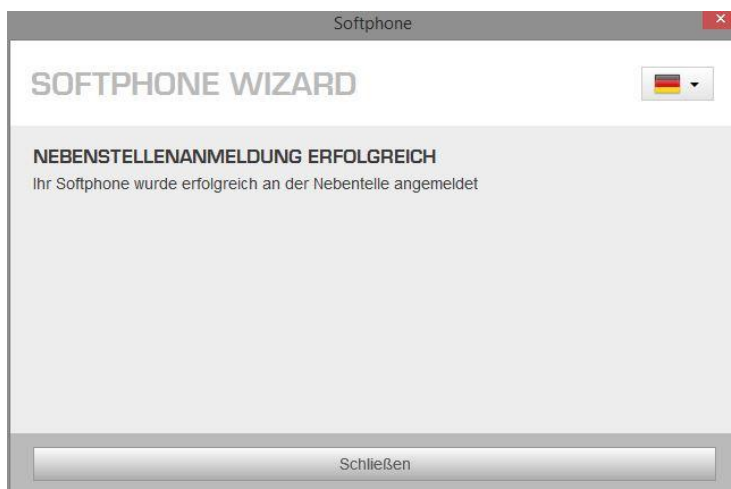 Softphone
SOFTPHONE WIZARD
NEBENSTELLENANMELDUNG ERFOLGREICH
Ihr Softphone wurde erfolgreich an der Nebentelle angemeldet
Schließen